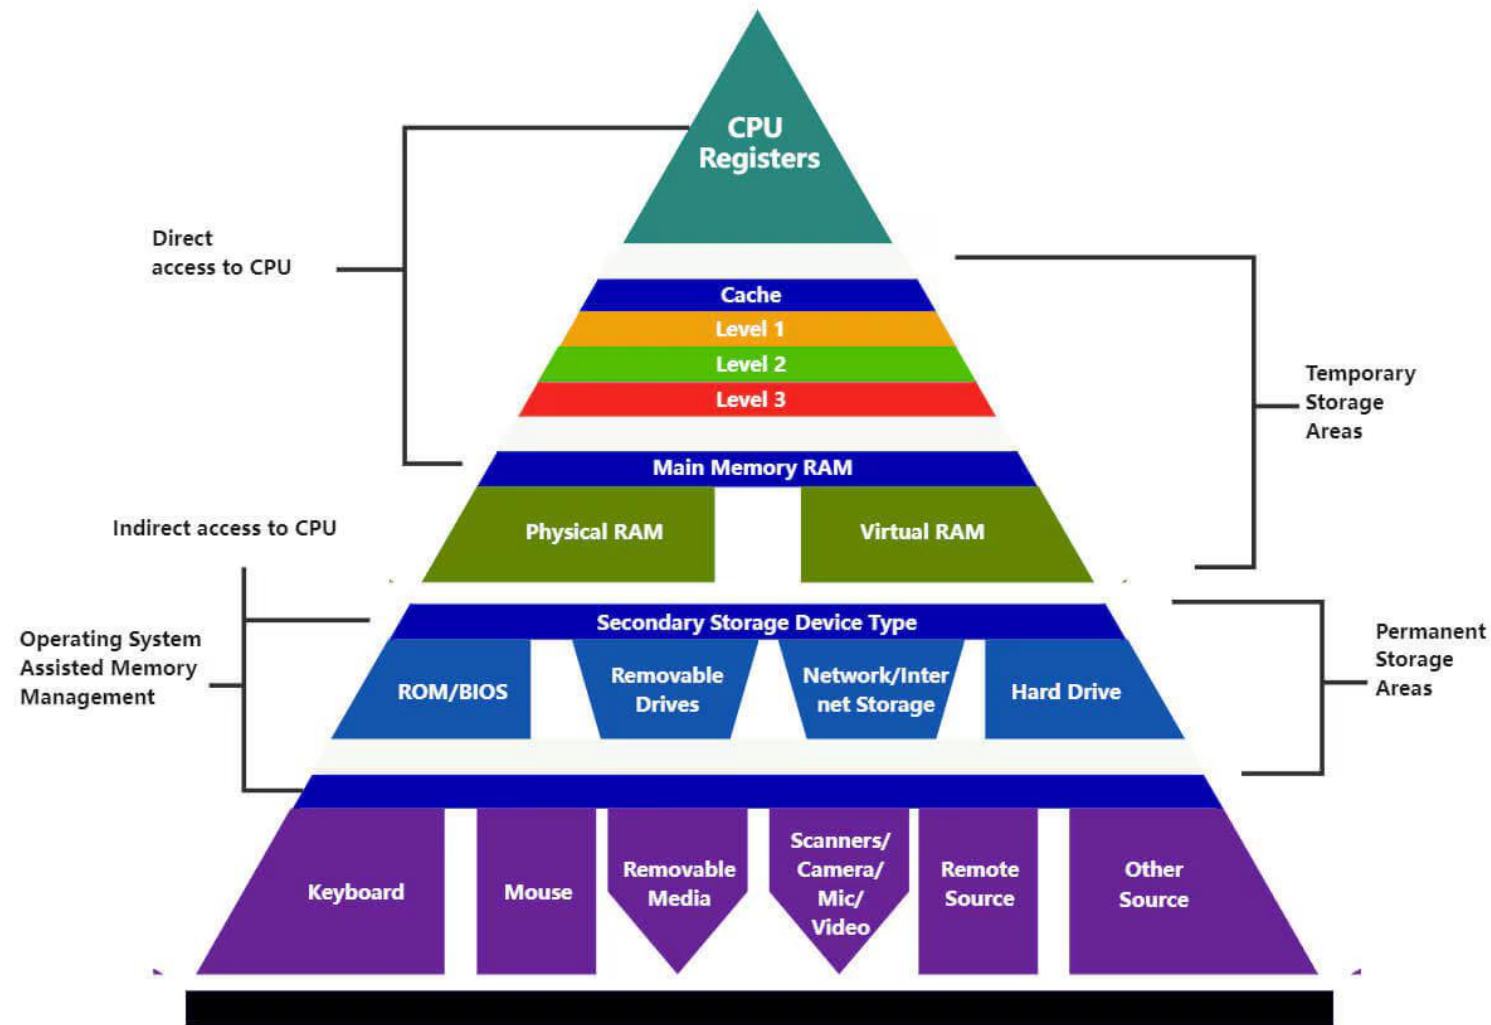 CPU
Registers
Direct
access to CPU
Cache
Level 1
Level 2
Level 3
Temporary
Storage
Areas
Main Memory RAM
Physical RAM
Virtual RAM
Indirect access to CPU
Operating System
Assisted Memory
Management
Secondary Storage Device Type
ROM/BIOS
Removable
Drives
Network/Inter
net Storage
Hard Drive
Permanent
Storage
Areas
Keyboard
Mouse
Removable
Media
Scanners/
Camera/
Mic/
Video
Remote
Source
Other
Source